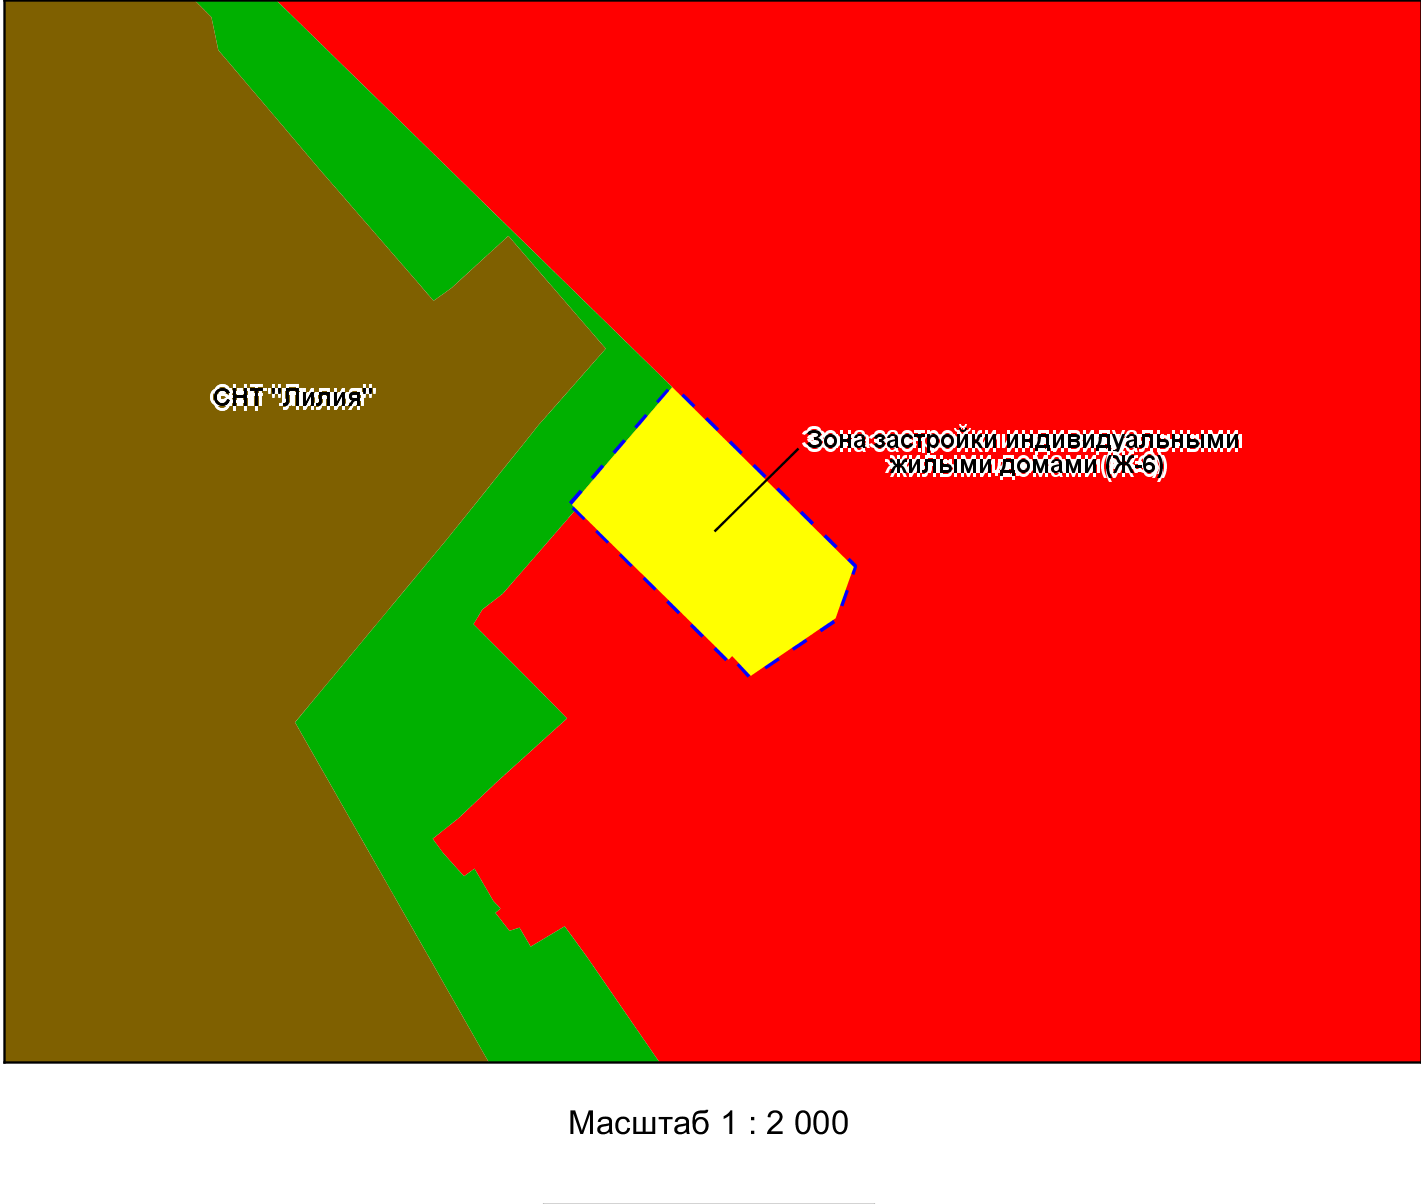 СНТ "Лилия"
Зона застройки индивидуальными
жилыми домами (Ж-6)
Масштаб 1 : 2 000